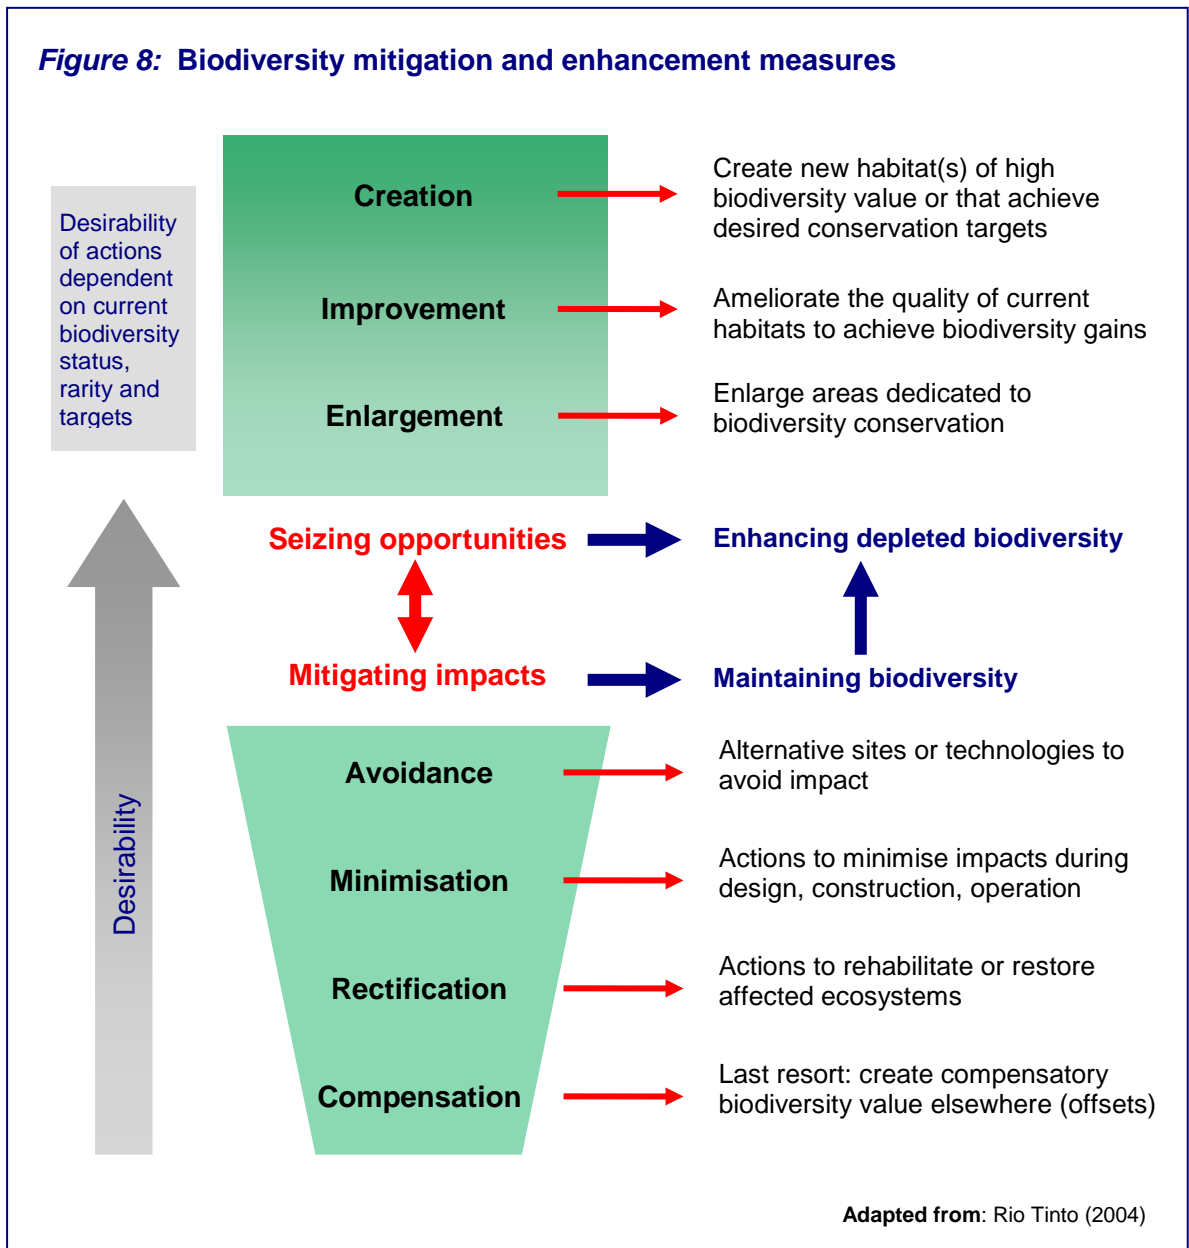 Figure 8: Biodiversity mitigation and enhancement measures
Desirability
of actions
dependent
on current
biodiversity
status,
rarity and
targets
Creation
Create new habitat(s) of high
biodiversity value or that achieve
desired conservation targets
Improvement
Ameliorate the quality of current
habitats to achieve biodiversity gains
Enlargement
Enlarge areas dedicated to
biodiversity conservation
Seizing opportunities
Enhancing depleted biodiversity
Mitigating impacts
Maintaining biodiversity
Desirability
Avoidance
Alternative sites or technologies to
avoid impact
Minimisation
Actions to minimise impacts during
design, construction, operation
Rectification
Actions to rehabilitate or restore
affected ecosystems
Compensation
Last resort: create compensatory
biodiversity value elsewhere (offsets)
Adapted from: Rio Tinto (2004)